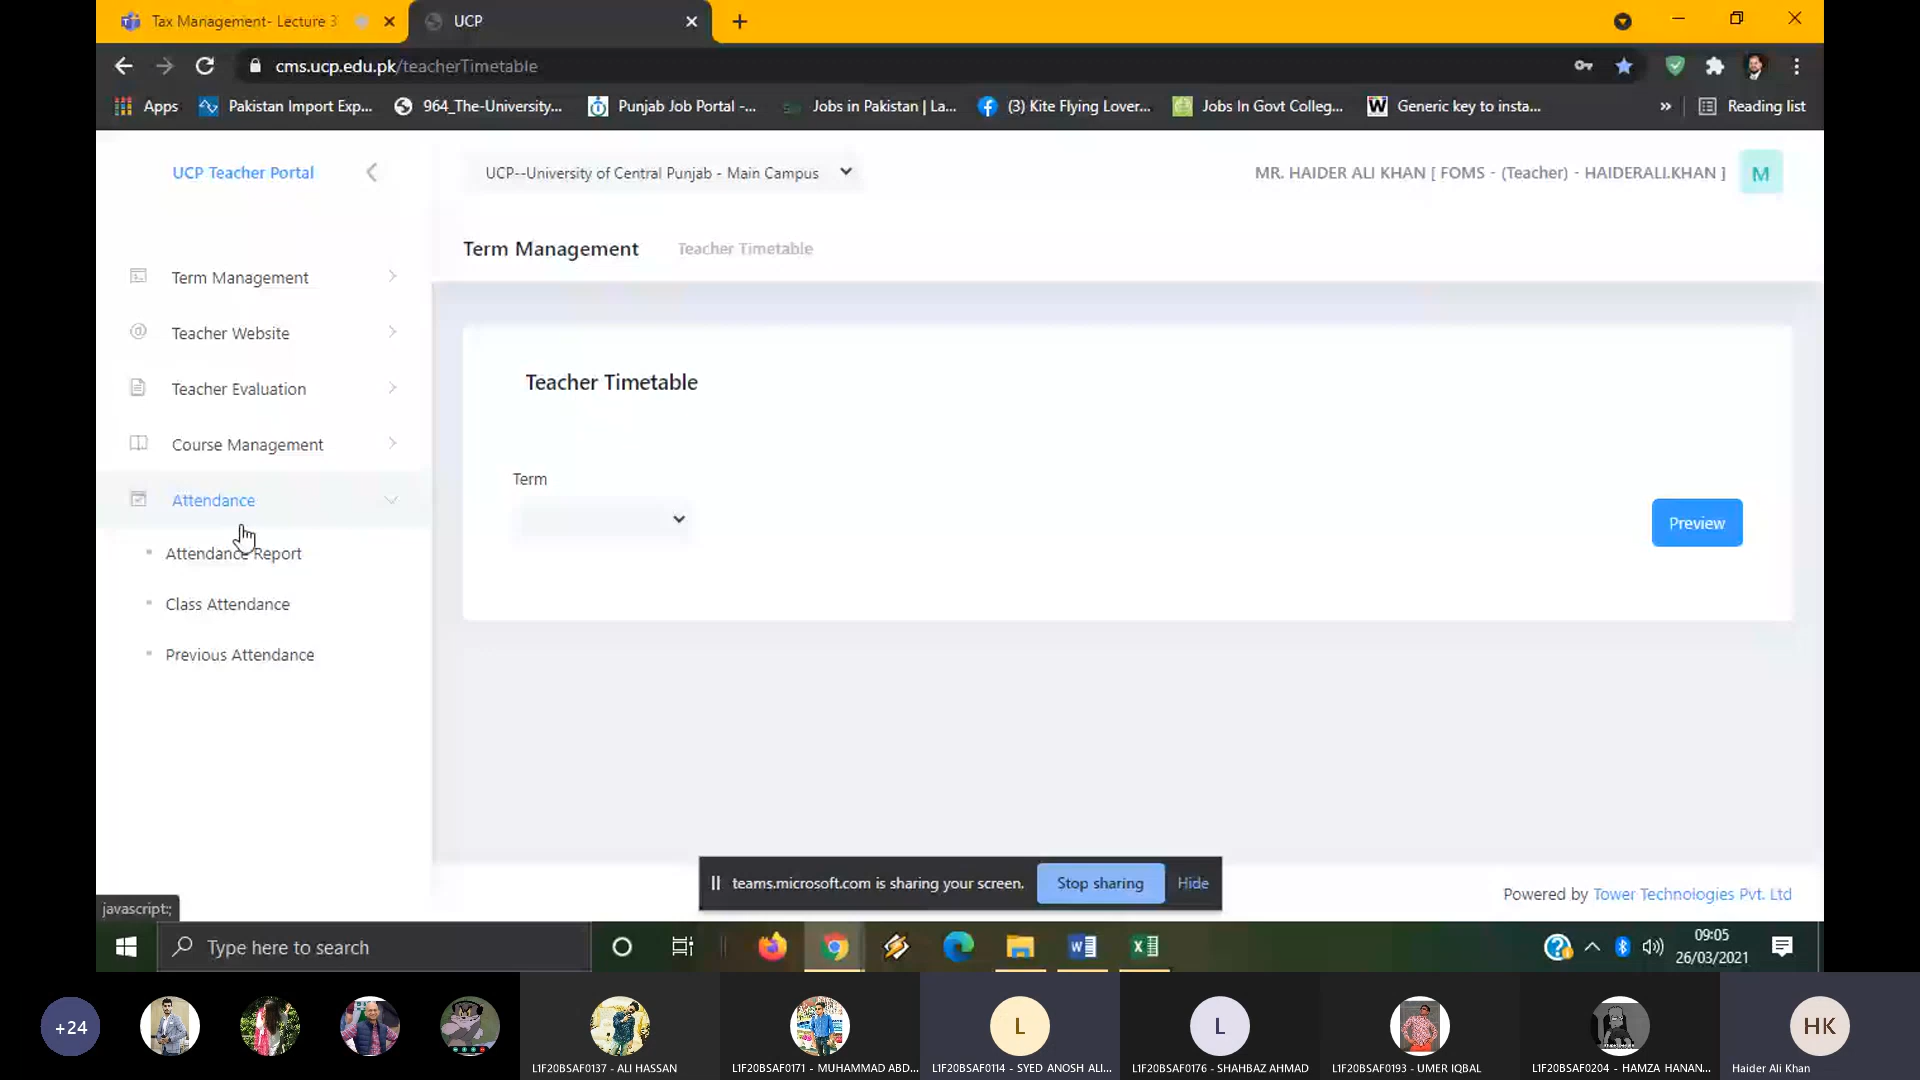 Tax Management- Lecture 3
UCP
cms.ucp.edu.pk/teacherTimetable
Apps
Pakistan Import Exp...
964_The-University...
Punjab Job Portal -...
Jobs in Pakistan | La...
(3) Kite Flying Lover...
Jobs In Govt Colleg...
Generic key to insta...
»
Reading list
UCP Teacher Portal
UCP--University of Central Punjab - Main Campus
MR. HAIDER ALI KHAN [ FOMS - (Teacher) - HAIDERALI.KHAN ]
M
Term Management
Teacher Timetable
Term Management
Teacher Website
Teacher Evaluation
Course Management
Attendance
Attendance Report
Class Attendance
Previous Attendance
Teacher Timetable
Term
Preview
teams.microsoft.com is sharing your screen.
Stop sharing
Hide
Powered by Tower Technologies Pvt. Ltd
javascript:;
Type here to search
09:05
26/03/2021
+24
L
L
HK
L1F20BSAF0137 - ALI HASSAN
L1F20BSAF0171 - MUHAMMAD ABD...
L1F20BSAF0114 - SYED ANOSH ALI...
L1F20BSAF0176 - SHAHBAZ AHMAD
L1F20BSAF0193 - UMER IQBAL
L1F20BSAF0204 - HAMZA HANAN...
Haider Ali Khan